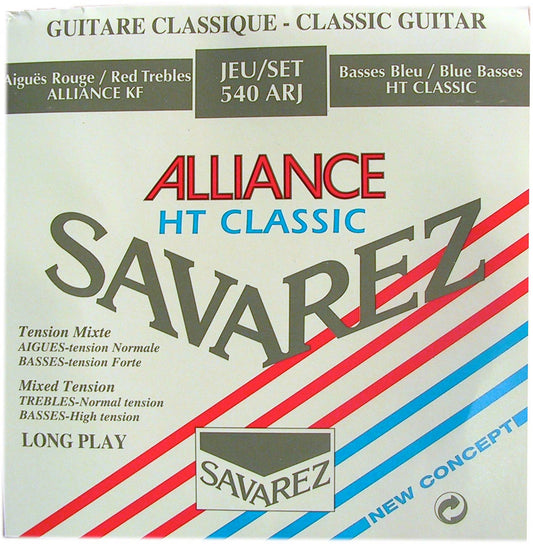 GUITARE CLASSIQUE - CLASSIC GUITAR
Aiguës Rouge / Red Trebles
ALLIANCE KF
JEU/SET
540 ARJ
Basses Bleu / Blue Basses
HT CLASSIC
ALLIANCE
HT CLASSIC
SAVAREZ
Tension Mixte
AIGUES-tension Normale
BASSES-tension Forte
Mixed Tension
TREBLES-Normal tension
BASSES-High tension
LONG PLAY
SAVAREZ
NEW CONCEPT